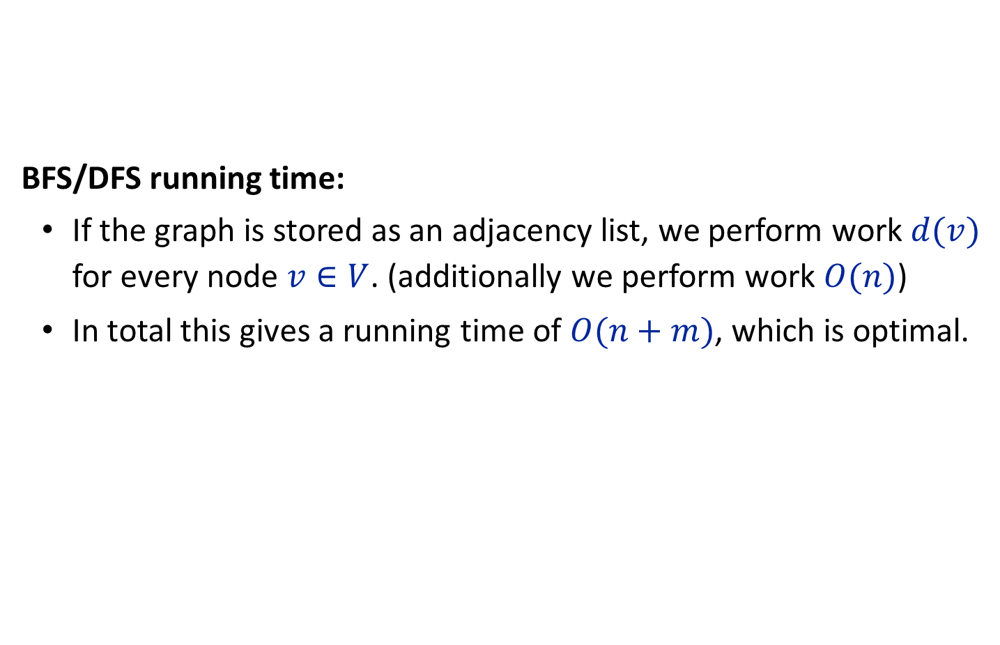 BFS/DFS running time:
• If the graph is stored as an adjacency list, we perform work d(v)
for every node v ∈ V. (additionally we perform work O(n))
• In total this gives a running time of O(n + m), which is optimal.